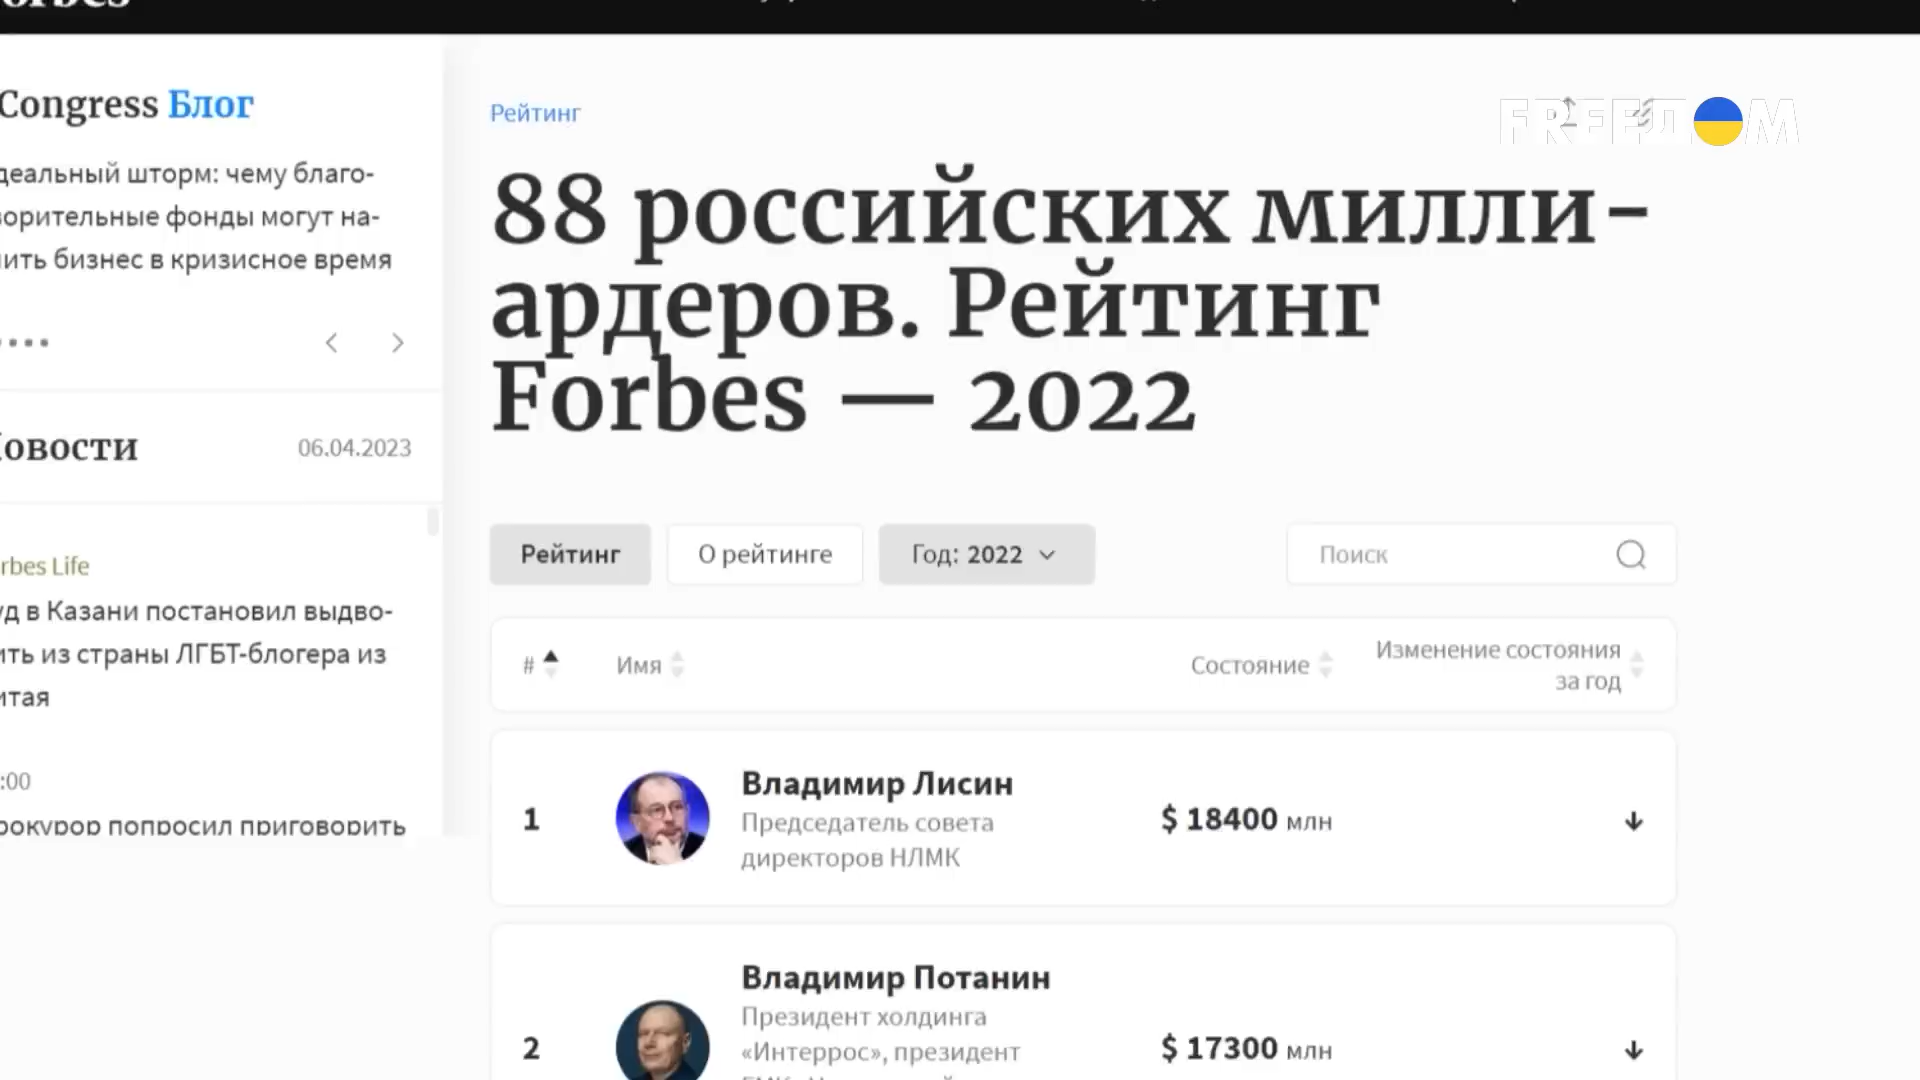 Congress Блог
деальный шторм: чему благо-
ворительные фонды могут на-
ить бизнес в кризисное время
овости
06.04.2023
rbes Life
уд в Казани постановил выдво-
ить из страны ЛГБТ-блогера из
итая
:00
рокурор попросил приговорить
Рейтинг
FREEДOM
88 российских милли-
ардеров. Рейтинг
Forbes — 2022
Рейтинг
О рейтинге
Год: 2022
Поиск
#
Имя
Состояние
Изменение состояния
за год
1
Владимир Лисин
Председатель совета
директоров НЛМК
$ 18400 млн
2
Владимир Потанин
Президент холдинга
«Интеррос», президент
$ 17300 млн